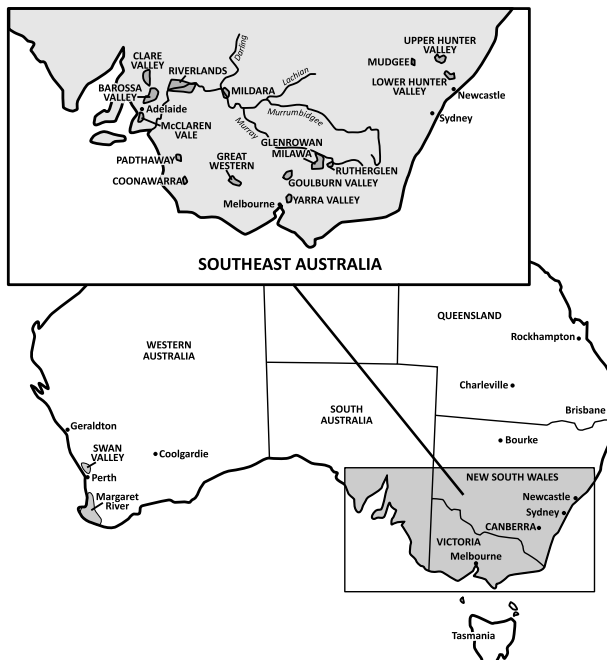 UPPER HUNTER
VALLEY
MUDGEE
CLARE
VALLEY
RIVERLANDS
Darling
Lachlan
LOWER HUNTER
VALLEY
BAROSSA
VALLEY
MILDARA
Newcastle
Adelaide
Murrumbidgee
Sydney
McCLAREN
VALE
Murray
GLENROWAN
MILAWA
PADTHAWAY
GREAT
WESTERN
RUTHERGLEN
COONAWARRA
GOULBURN VALLEY
Melbourne
YARRA VALLEY
SOUTHEAST AUSTRALIA
QUEENSLAND
Rockhampton
WESTERN
AUSTRALIA
Charleville
SOUTH
AUSTRALIA
Brisbane
Geraldton
Bourke
SWAN
VALLEY
Coolgardie
Perth
NEW SOUTH WALES
Margaret
River
Newcastle
Sydney
CANBERRA
VICTORIA
Melbourne
Tasmania